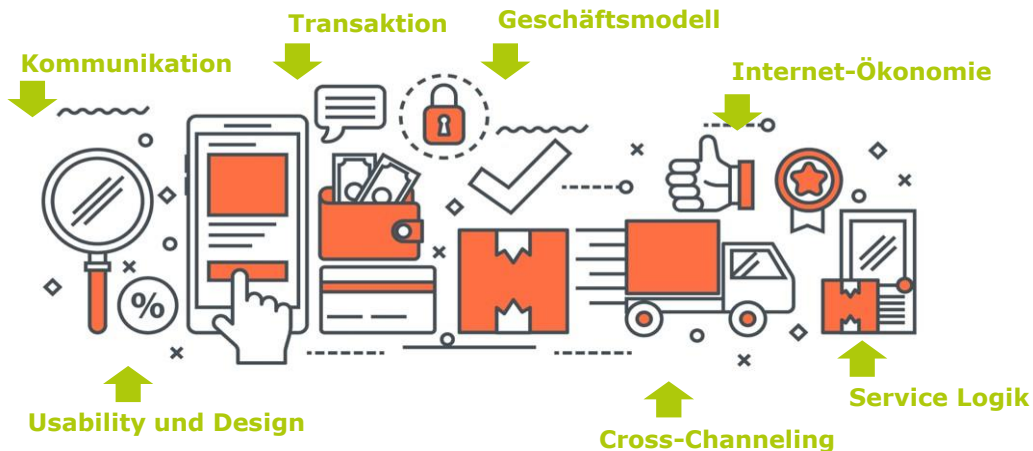 Transaktion
Geschäftsmodell
Kommunikation
Internet-Ökonomie
%
Service Logik
Usability und Design
Cross-Channeling